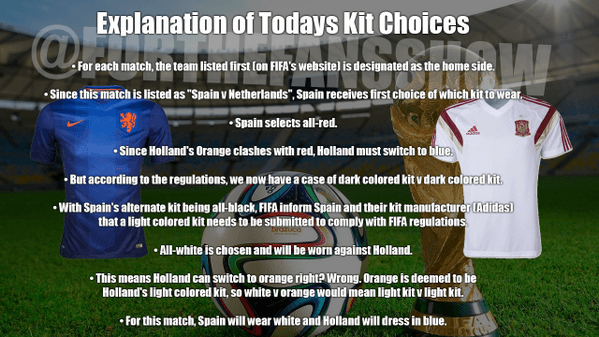 Explanation of Todays Kit Choices
@FORTHEFANSSHOW
• For each match, the team listed first (on FIFA's website) is designated as the home side.
• Since this match is listed as "Spain v Netherlands", Spain receives first choice of which kit to wear.
• Spain selects all-red.
• Since Holland's Orange clashes with red, Holland must switch to blue.
• But according to the regulations, we now have a case of dark colored kit v dark colored kit.
• With Spain's alternate kit being all-black, FIFA inform Spain and their kit manufacturer (Adidas)
that a light colored kit needs to be submitted to comply with FIFA regulations.
brazuca
• All-white is chosen and will be worn against Holland.
• This means Holland can switch to orange right? Wrong. Orange is deemed to be
Holland's light colored kit, so white v orange would mean light kit v light kit.
• For this match, Spain will wear white and Holland will dress in blue.
adidas